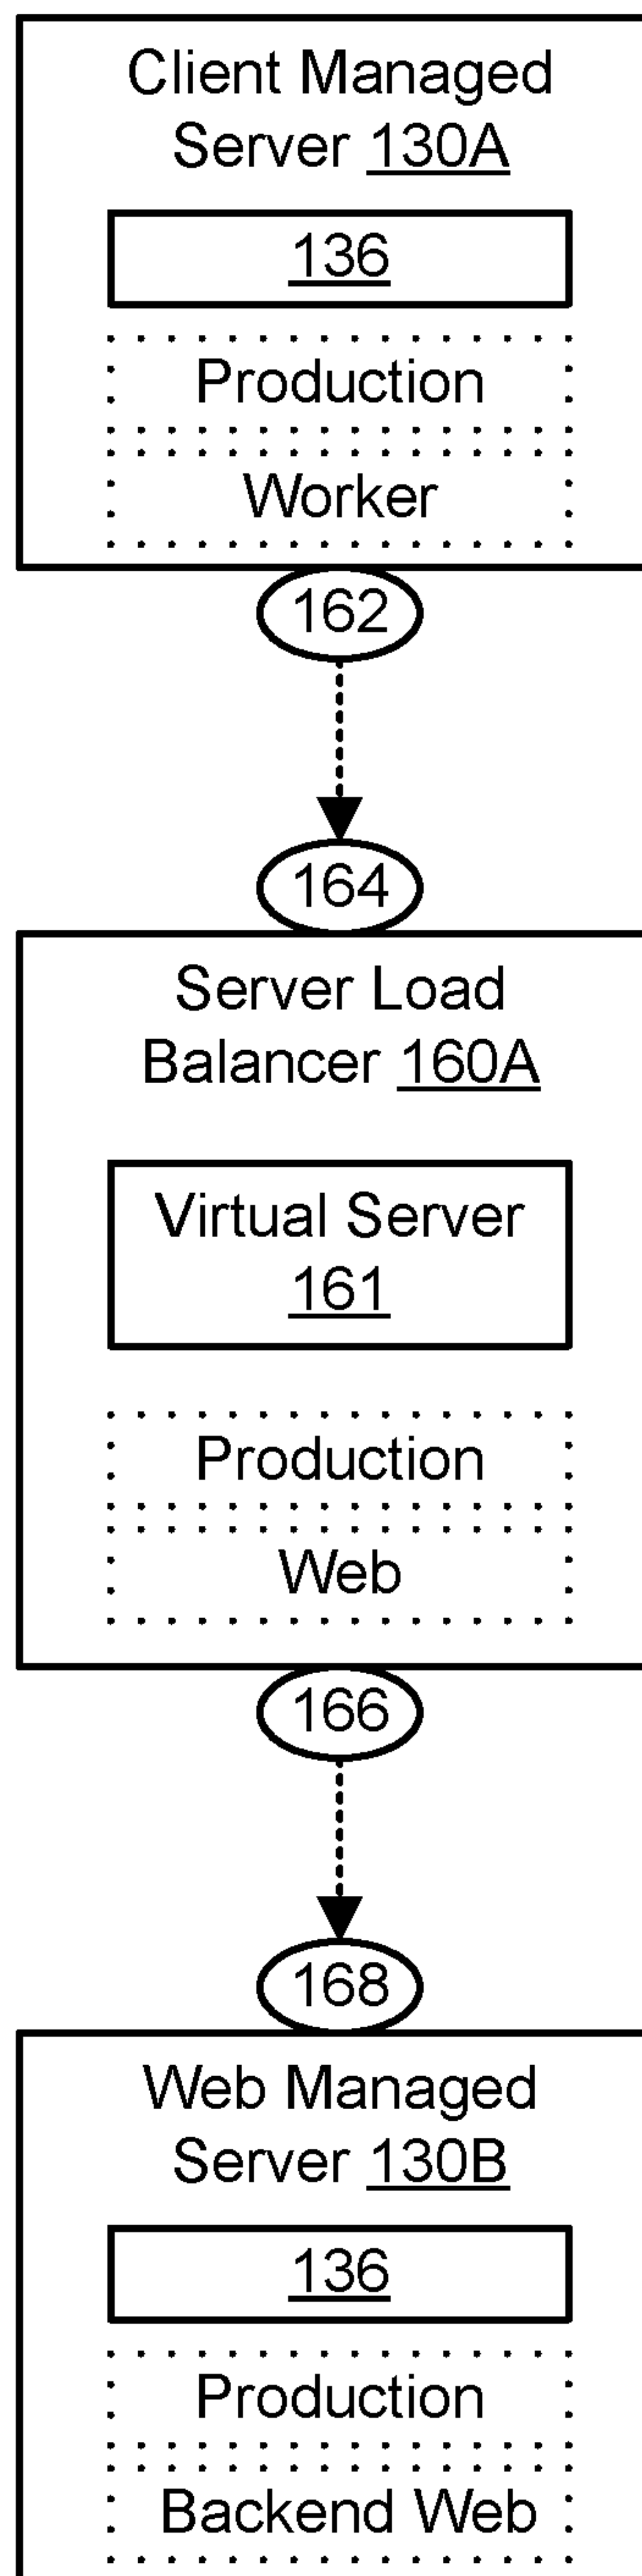 Client Managed
Server 130A
136
Production
Worker
162
164
Server Load
Balancer 160A
Virtual Server
161
Production
Web
166
168
Web Managed
Server 130B
136
Production
Backend Web